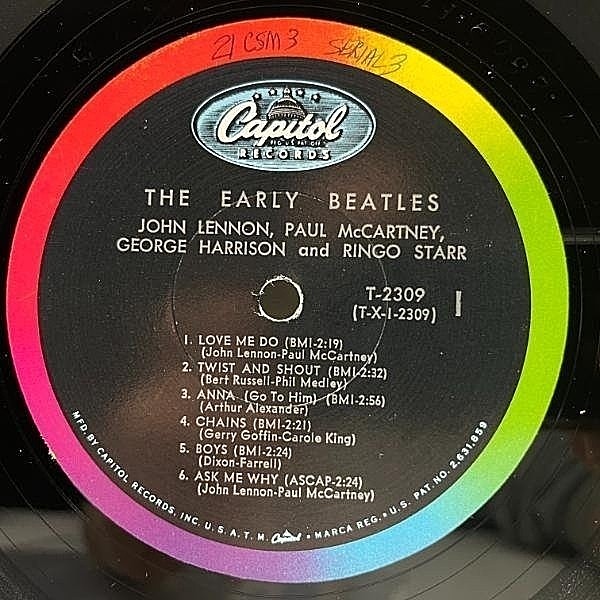 21 CSM 3 SERIAL 3
Capitol
REG. U.S. PAT. OFF.
RECORDS
THE EARLY BEATLES
JOHN LENNON, PAUL McCARTNEY,
GEORGE HARRISON and RINGO STARR
T-2309 1
(T-X-1-2309)
1. LOVE ME DO (BMI-2:19)
(John Lennon-Paul McCartney)
2. TWIST AND SHOUT (BMI-2:32)
(Bert Russell-Phil Medley)
3. ANNA (Go To Him) (BMI-2:56)
(Arthur Alexander)
4. CHAINS (BMI-2:21)
(Gerry Goffin-Carole King)
5. BOYS (BMI-2:24)
(Dixon-Farrell)
6. ASK ME WHY (ASCAP-2:24)
(John Lennon-Paul McCartney)
MFD. BY CAPITOL RECORDS, INC. U.S.A. T.M. Capitol • MARCA REG. • U.S. PAT. NO. 2,631,859